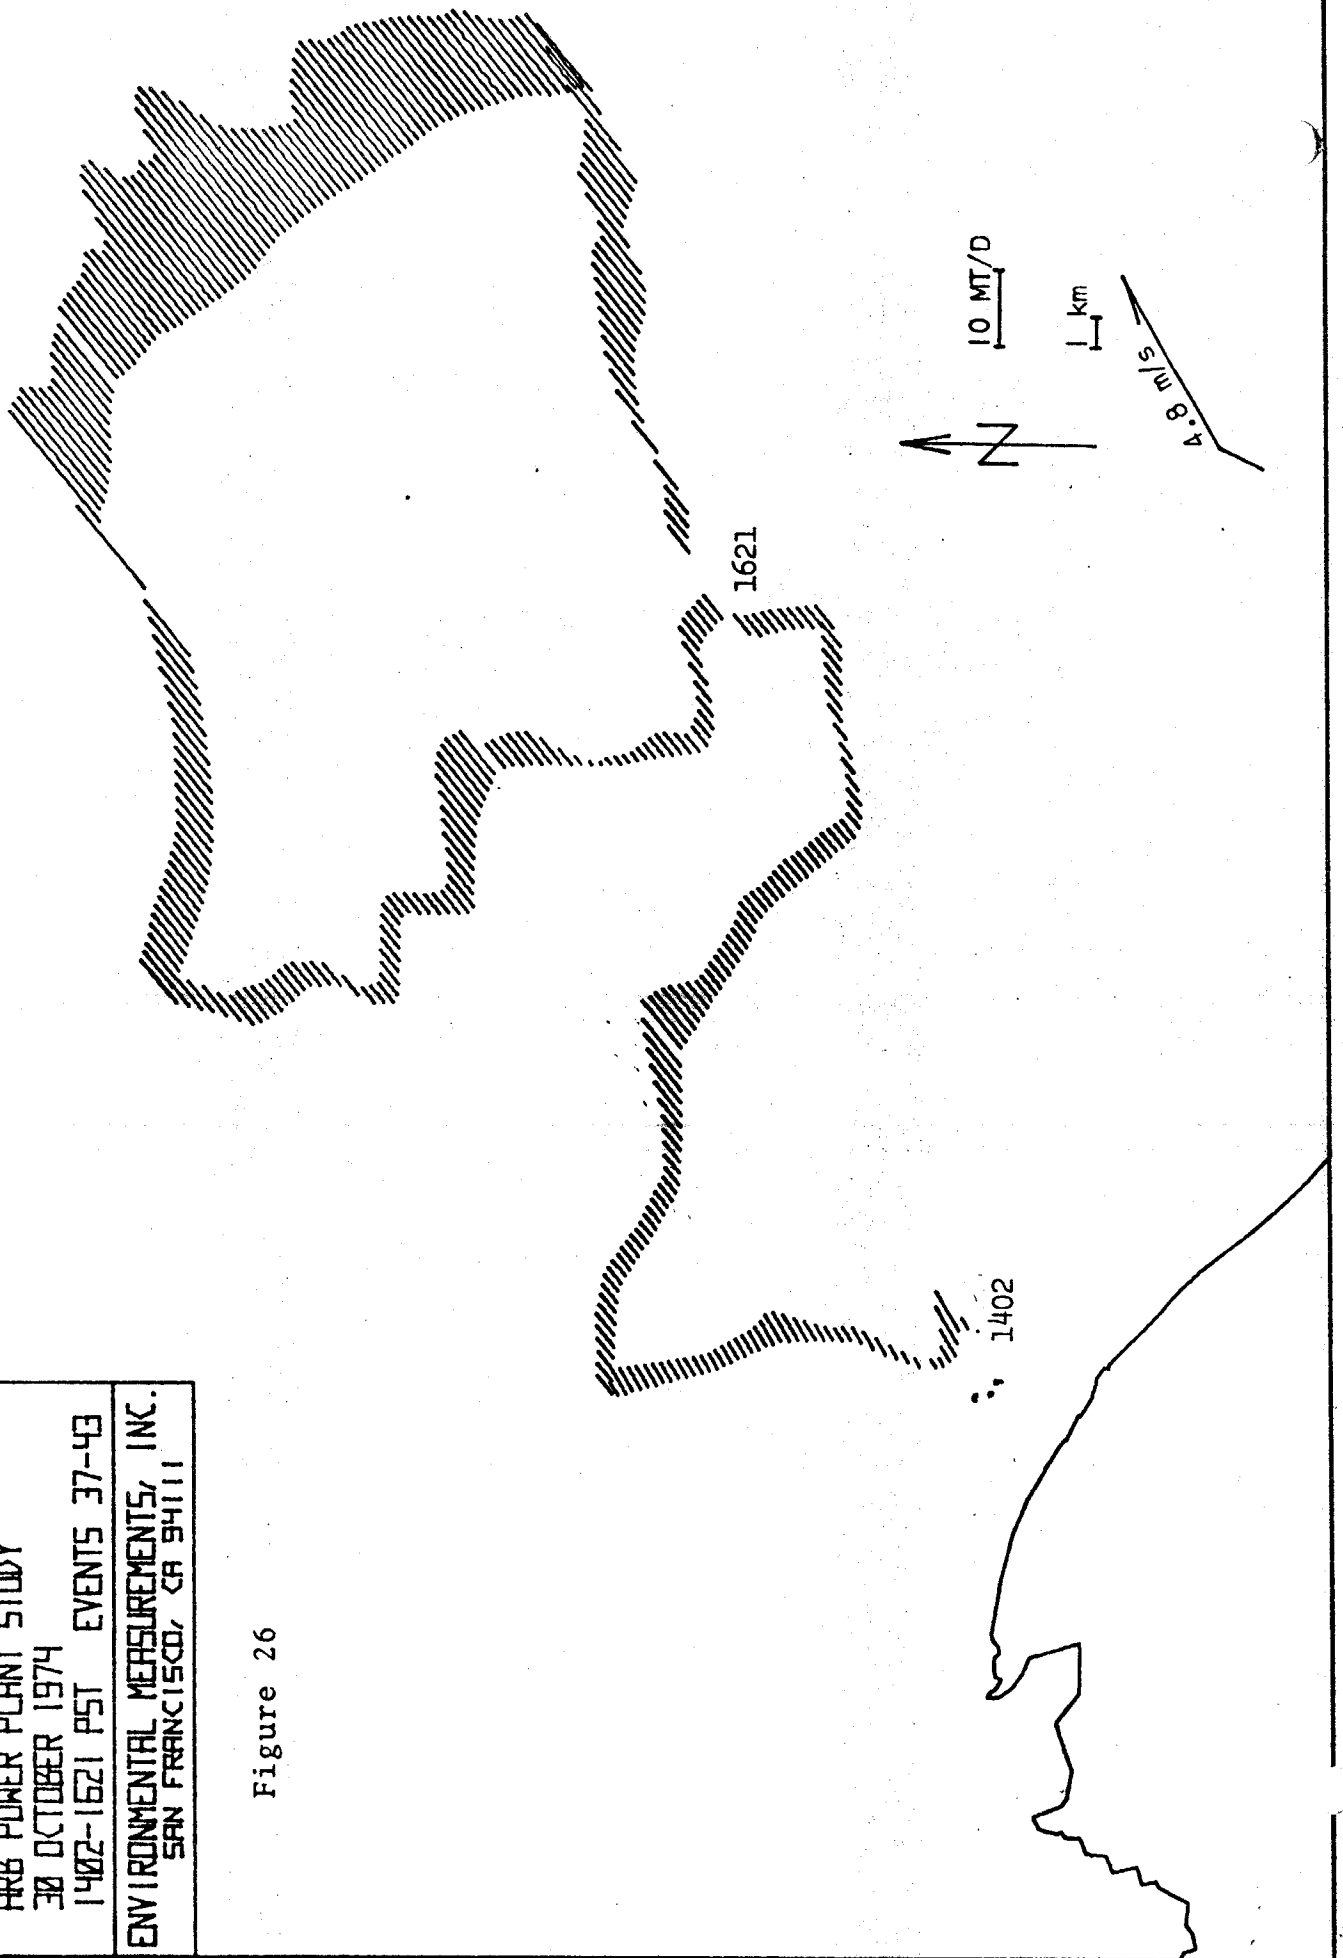 ARB POWER PLANT STUDY
30 OCTOBER 1974
1402-1621 PST EVENTS 37-43
ENVIRONMENTAL MEASUREMENTS, INC.
SAN FRANCISCO, CA 94111
Figure 26
1402
1621
N
10 MT/D
1 km
4.8 m/s